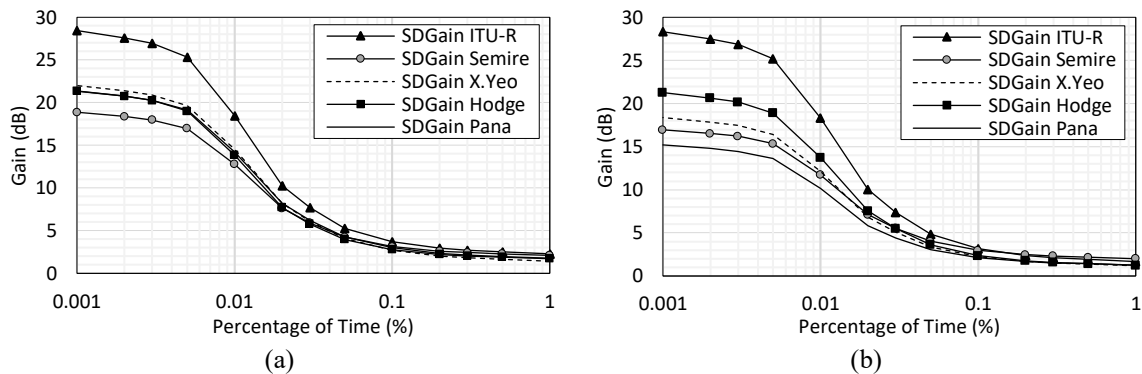 30
25
20
15
10
5
0
Gain (dB)
0.001
0.01
0.1
1
Percentage of Time (%)
SDGain ITU-R
SDGain Semire
SDGain X.Yeo
SDGain Hodge
SDGain Pana
(a)
30
25
20
15
10
5
0
Gain (dB)
0.001
0.01
0.1
1
Percentage of Time (%)
SDGain ITU-R
SDGain Semire
SDGain X.Yeo
SDGain Hodge
SDGain Pana
(b)